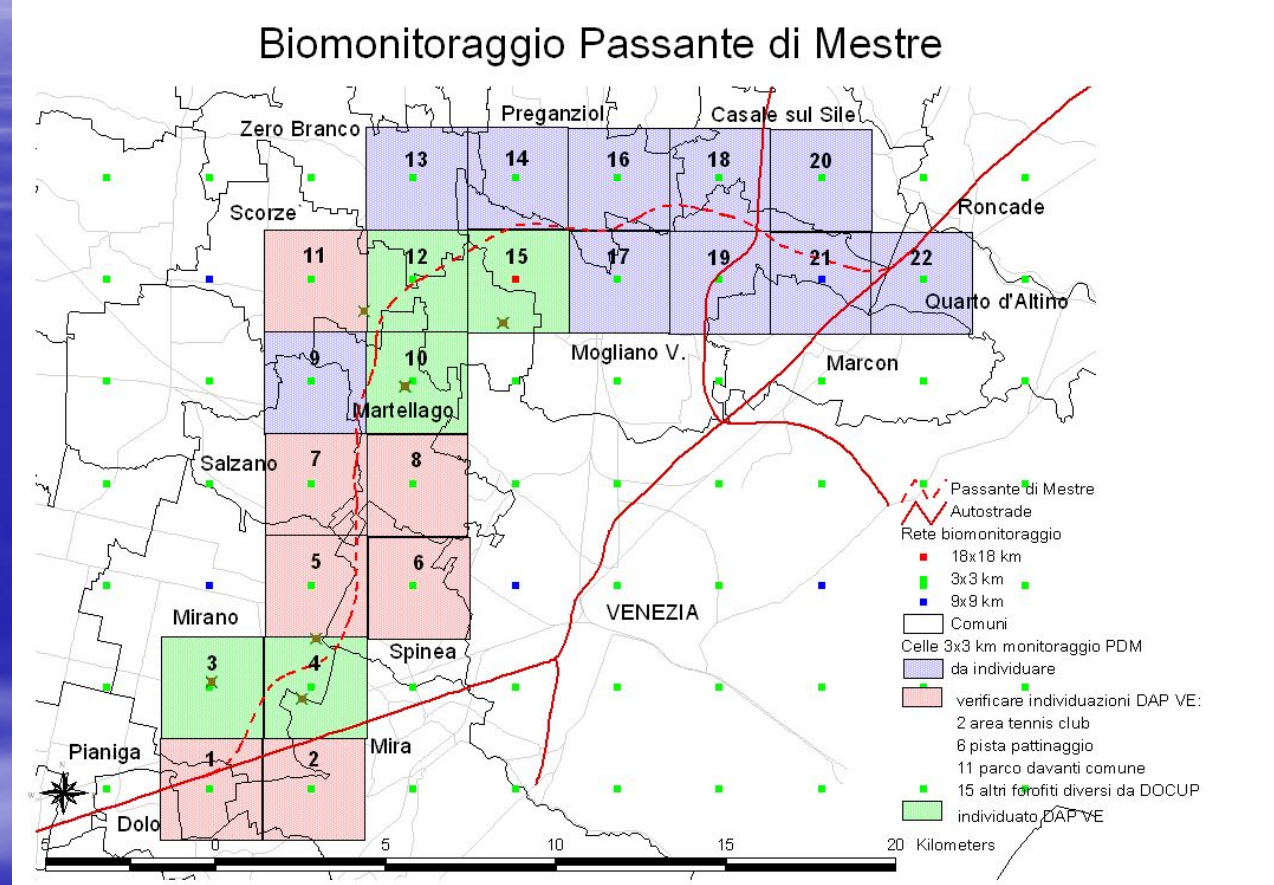 Biomonitoraggio Passante di Mestre
Preganziol
Casale sul Sile
Zero Branco
13
14
16
18
20
Scorze`
Roncade
11
12
15
17
19
21
22
Quarto d'Altino
Mogliano V.
Marcon
9
10
Martellago
Salzano
7
8
5
6
Mirano
VENEZIA
Spinea
3
4
Pianiga
Mira
1
2
Dolo
N
W
S
Passante di Mestre
Autostrade
Rete biomonitoraggio
18x18 km
3x3 km
9x9 km
Comuni
Celle 3x3 km monitoraggio PDM
da individuare
verificare individuazioni DAP VE:
2 area tennis club
6 pista pattinaggio
11 parco davanti comune
15 altri forofiti diversi da DOCUP
individuato DAP VE
5 0 5 10 15 20 Kilometers